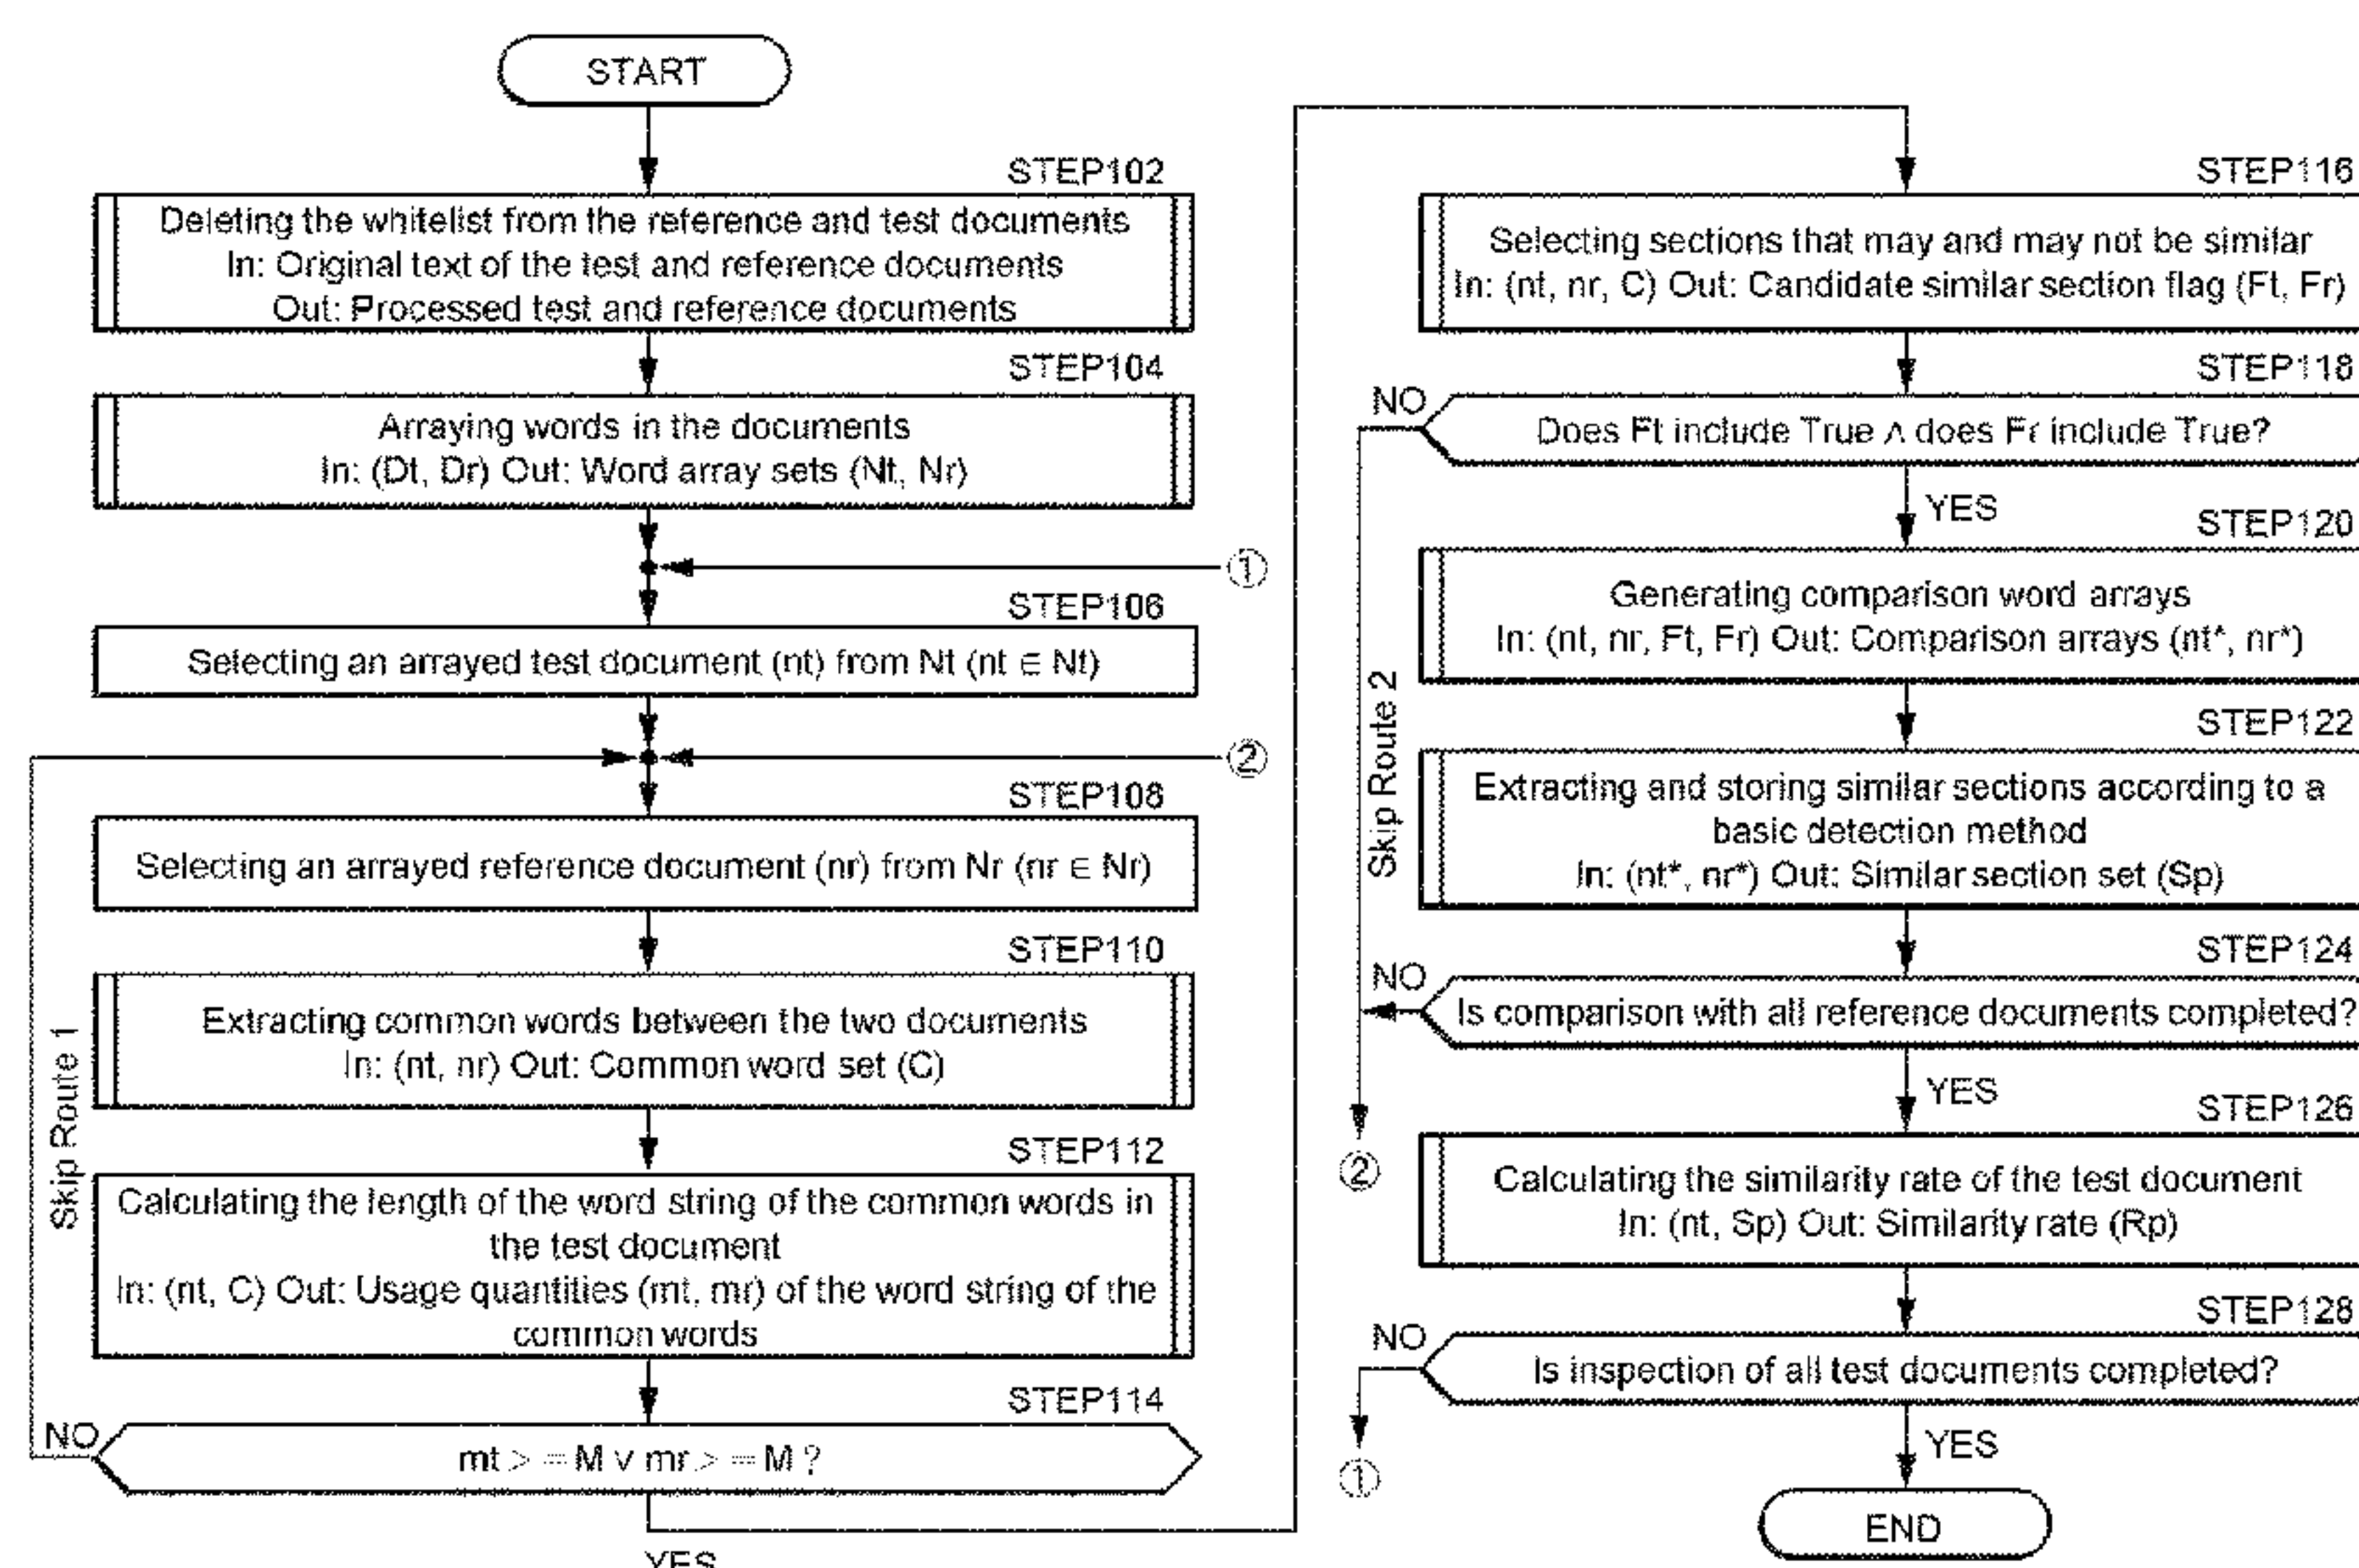 START
STEP102
Deleting the whitelist from the reference and test documents
In: Original text of the test and reference documents
Out: Processed test and reference documents
STEP104
Arraying words in the documents
In: (Dt, Dr) Out: Word array sets (Nt, Nr)
①
STEP106
Selecting an arrayed test document (nt) from Nt (nt ∈ Nt)
②
STEP108
Selecting an arrayed reference document (nr) from Nr (nr ∈ Nr)
STEP110
Extracting common words between the two documents
In: (nt, nr) Out: Common word set (C)
STEP112
Calculating the length of the word string of the common words in
the test document
In: (nt, C) Out: Usage quantities (mt, mr) of the word string of the
common words
STEP114
NO
mt > = M ∨ mr > = M ?
YES
Skip Route 1
STEP116
Selecting sections that may and may not be similar
In: (nt, nr, C) Out: Candidate similar section flag (Ft, Fr)
STEP118
NO
Does Ft include True ∧ does Fr include True?
YES
STEP120
Generating comparison word arrays
In: (nt, nr, Ft, Fr) Out: Comparison arrays (nt*, nr*)
Skip Route 2
STEP122
Extracting and storing similar sections according to a
basic detection method
In: (nt*, nr*) Out: Similar section set (Sp)
STEP124
NO
Is comparison with all reference documents completed?
YES
②
STEP126
Calculating the similarity rate of the test document
In: (nt, Sp) Out: Similarity rate (Rp)
STEP128
NO
Is inspection of all test documents completed?
YES
①
END